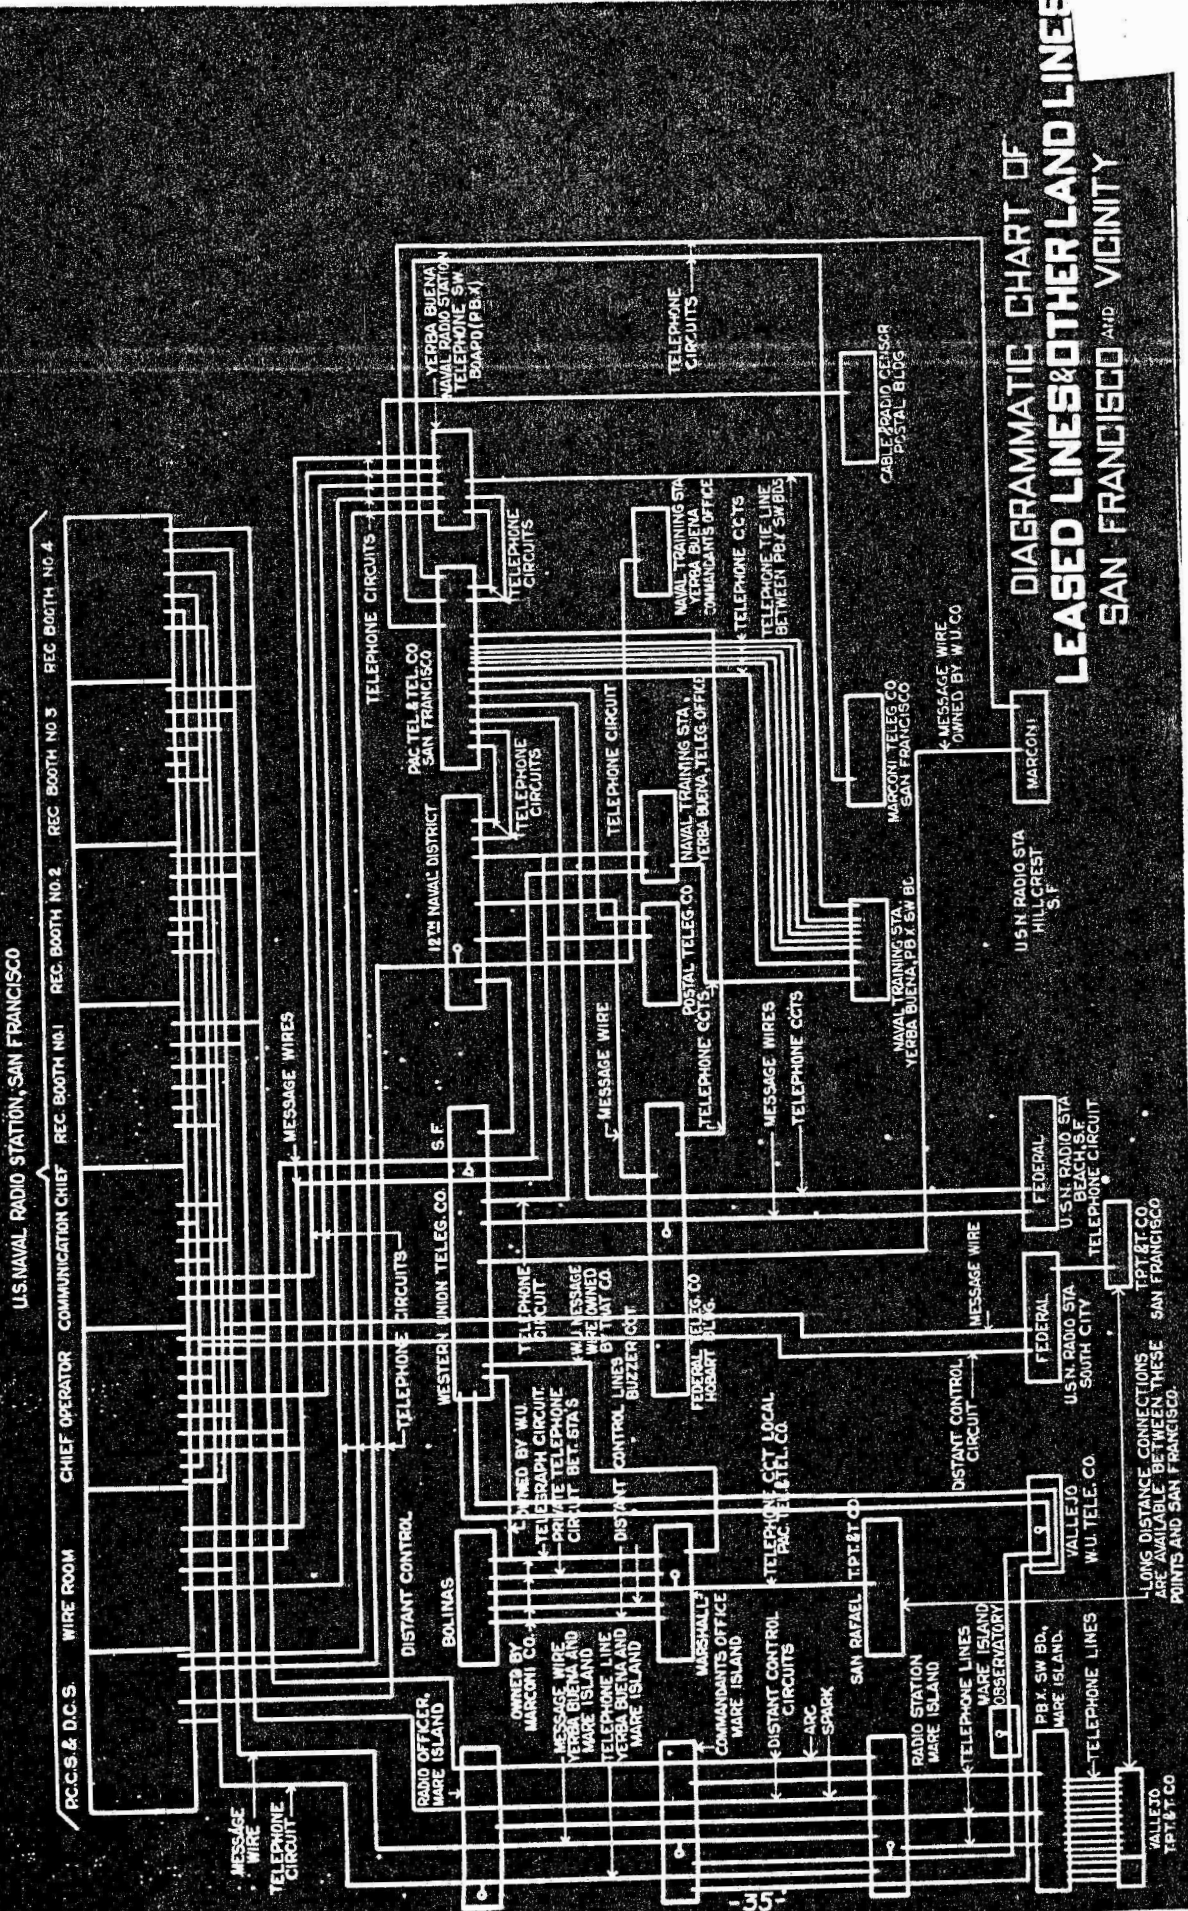 U.S. NAVAL RADIO STATION, SAN FRANCISCO
P.C.C.S. & D.C.S.
WIRE ROOM
CHIEF OPERATOR
COMMUNICATION CHIEF
REC. BOOTH NO. 1
REC. BOOTH NO. 2
REC BOOTH NO 3
REC BOOTH NO. 4
MESSAGE
WIRE
TELEPHONE
CIRCUIT
MESSAGE WIRES
TELEPHONE CIRCUITS
TELEPHONE CIRCUITS
DISTANT CONTROL
RADIO OFFICER,
MARE ISLAND
BOLINAS
WESTERN UNION TELEG. CO.
S. F.
12TH NAVAL DISTRICT
PAC TEL. & TEL. CO
SAN FRANCISCO
YERBA BUENA
NAVAL RADIO STATION
TELEPHONE SW
BOARD (P.B.X)
OWNED BY
MARCONI CO.
MESSAGE WIRE
YERBA BUENA AND
MARE ISLAND
TELEPHONE LINE
YERBA BUENA AND
MARE ISLAND
OWNED BY W.U.
TELEGRAPH CIRCUIT
PRIVATE TELEPHONE
CIRCUIT BET. STA'S
DISTANT CONTROL LINES
TELEPHONE
CIRCUIT
W.U. MESSAGE
WIRE OWNED
BY THAT CO.
BUZZER CCT
MESSAGE WIRE
TELEPHONE
CIRCUITS
TELEPHONE
CIRCUITS
TELEPHONE CIRCUIT
TELEPHONE
CIRCUITS
MARSHALL
COMMANDANTS OFFICE
MARE ISLAND
FEDERAL TELEG. CO
HOBART BLDG.
POSTAL TELEG. CO
TELEPHONE CCTS.
NAVAL TRAINING STA.,
YERBA BUENA, TELEG. OFFICE
NAVAL TRAINING STA
YERBA BUENA
COMMANDANTS OFFICE
DISTANT CONTROL
CIRCUITS
ARC
SPARK
TELEPHONE CCT LOCAL
PAC. TEL. & TEL. CO.
MESSAGE WIRES
TELEPHONE CCTS
TELEPHONE CCTS
TELEPHONE TIE LINE
BETWEEN PBX SW. BDS
SAN RAFAEL T.P.T. & T. CO
RADIO STATION
MARE ISLAND
NAVAL TRAINING STA.
YERBA BUENA, P.B.X. SW BD.
MARCONI TELEG CO
SAN FRANCISCO
CABLE & RADIO CENSOR
POSTAL BLDG.
TELEPHONE LINES
MARE ISLAND
OBSERVATORY
DISTANT CONTROL
CIRCUIT
MESSAGE WIRE
MESSAGE WIRE
OWNED BY W.U. CO
P.B.X. SW BD.,
MARE ISLAND.
VALLEJO
W.U. TELE. CO.
FEDERAL
U.S.N. RADIO STA
SOUTH CITY
FEDERAL
U.S.N. RADIO STA
BEACH, S.F.
TELEPHONE CIRCUIT
MARCONI
U.S.N. RADIO STA
HILLCREST
S.F.
TELEPHONE LINES
VALLEJO
T.P.T. & T. CO
T.P.T. & T. CO.
SAN FRANCISCO
LONG DISTANCE CONNECTIONS
ARE AVAILABLE BETWEEN THESE
POINTS AND SAN FRANCISCO.
DIAGRAMMATIC CHART OF
LEASED LINES & OTHER LAND LINES
SAN FRANCISCO AND VICINITY
-35-